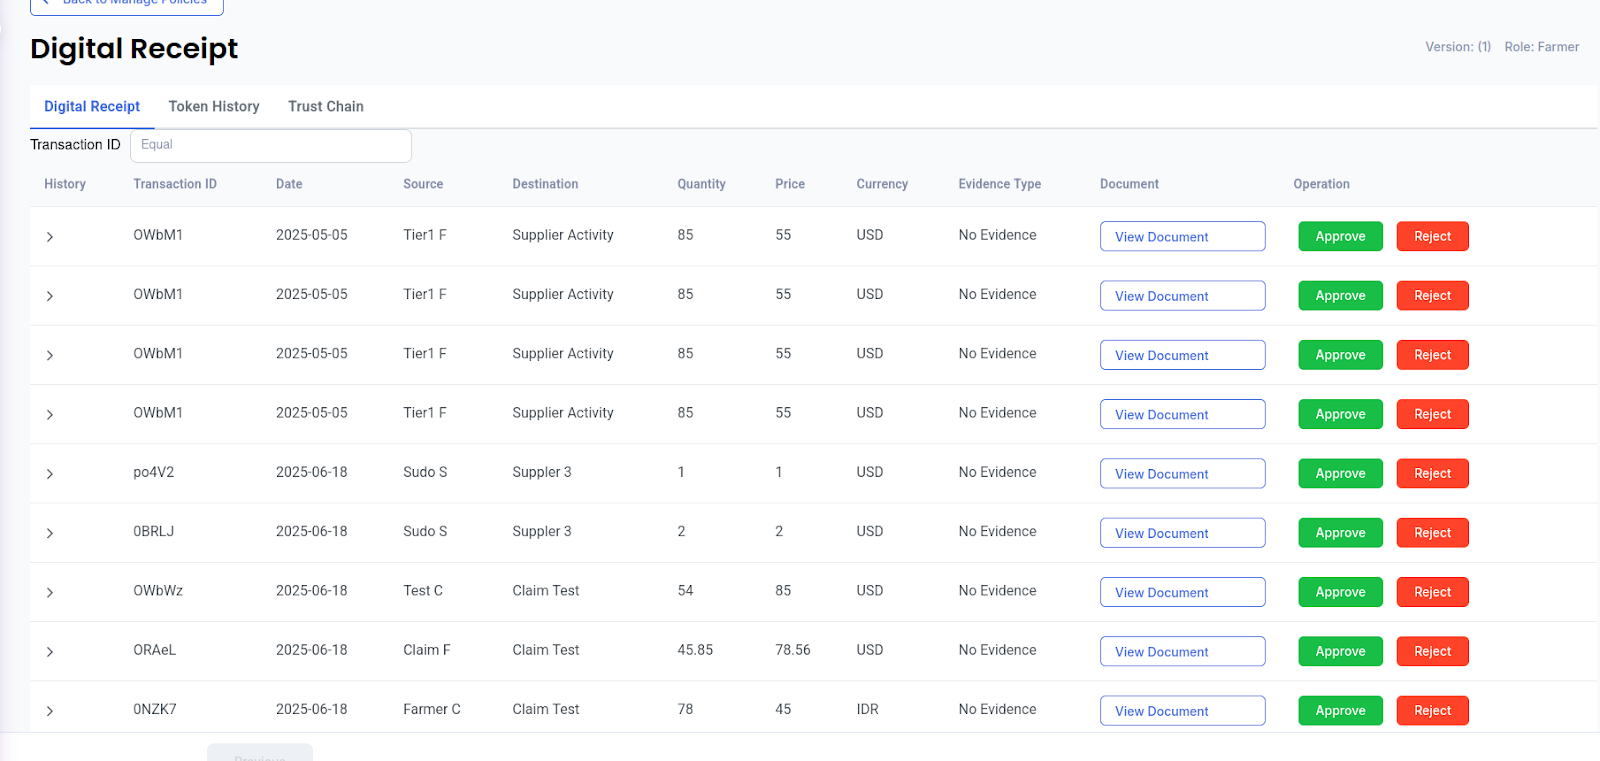 Back to Manage Policies
Digital Receipt
Version: (1) Role: Farmer
Digital Receipt Token History Trust Chain
Transaction ID Equal
History Transaction ID Date Source Destination Quantity Price Currency Evidence Type Document Operation
OWbM1 2025-05-05 Tier1 F Supplier Activity 85 55 USD No Evidence View Document Approve Reject
OWbM1 2025-05-05 Tier1 F Supplier Activity 85 55 USD No Evidence View Document Approve Reject
OWbM1 2025-05-05 Tier1 F Supplier Activity 85 55 USD No Evidence View Document Approve Reject
OWbM1 2025-05-05 Tier1 F Supplier Activity 85 55 USD No Evidence View Document Approve Reject
po4V2 2025-06-18 Sudo S Suppler 3 1 1 USD No Evidence View Document Approve Reject
0BRLJ 2025-06-18 Sudo S Suppler 3 2 2 USD No Evidence View Document Approve Reject
OWbWz 2025-06-18 Test C Claim Test 54 85 USD No Evidence View Document Approve Reject
ORAeL 2025-06-18 Claim F Claim Test 45.85 78.56 USD No Evidence View Document Approve Reject
0NZK7 2025-06-18 Farmer C Claim Test 78 45 IDR No Evidence View Document Approve Reject
Previous